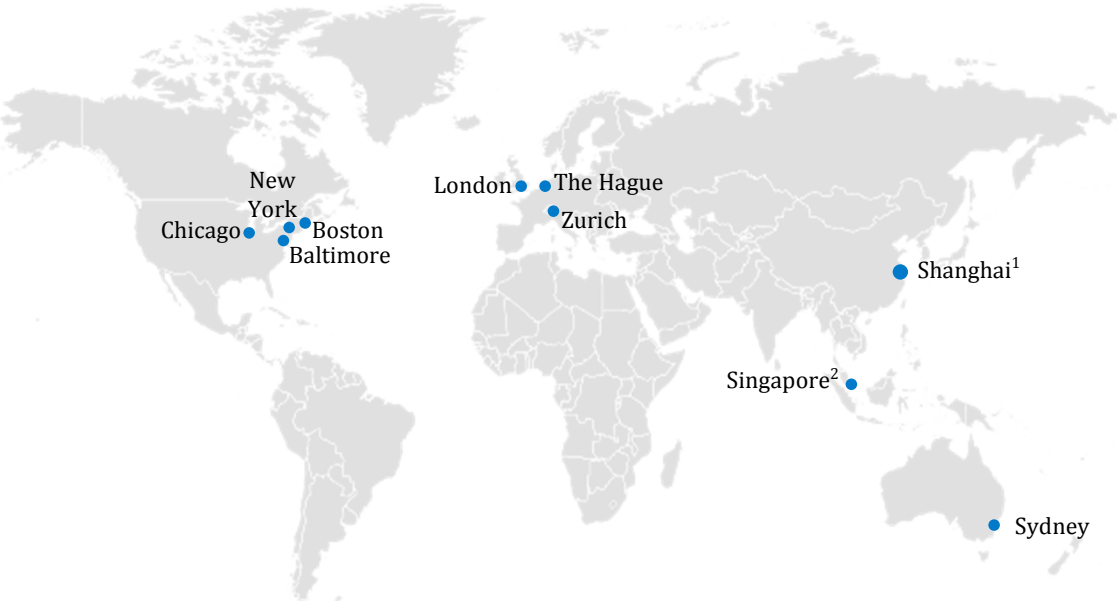 New
York
Chicago
Boston
Baltimore
London
The Hague
Zurich
Shanghai¹
Singapore²
Sydney